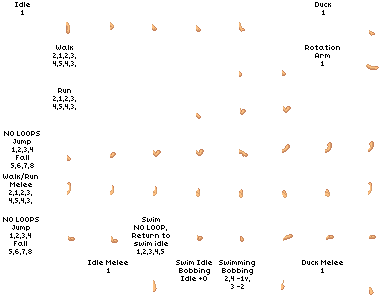 Idle
1
Duck
1
Walk
2,1,2,3,
4,5,4,3,
Rotation
Arm
1
Run
2,1,2,3,
4,5,4,3,
NO LOOPS
Jump
1,2,3,4
Fall
5,6,7,8
Walk/Run
Melee
2,1,2,3,
4,5,4,3,
NO LOOPS
Jump
1,2,3,4
Fall
5,6,7,8
Swim
NO LOOP,
Return to
swim idle
1,2,3,4,5
Idle Melee
1
Swim Idle
Bobbing
Idle +0
Swimming
Bobbing
2,4 -1v,
3 -2
Duck Melee
1